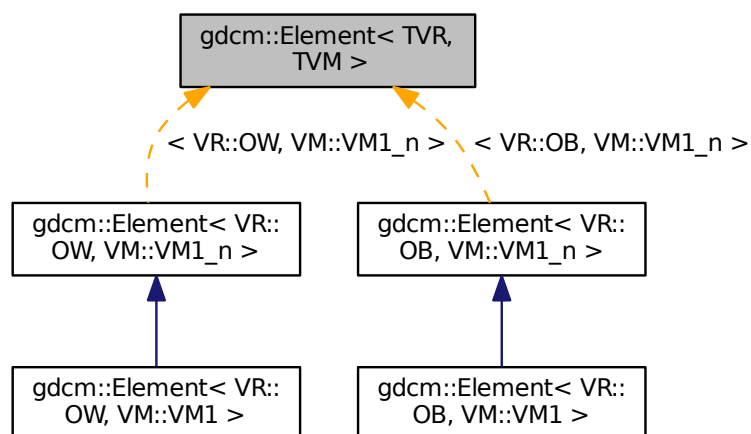 gdcm::Element< TVR,
TVM >
< VR::OW, VM::VM1_n >
< VR::OB, VM::VM1_n >
gdcm::Element< VR::
OW, VM::VM1_n >
gdcm::Element< VR::
OB, VM::VM1_n >
gdcm::Element< VR::
OW, VM::VM1 >
gdcm::Element< VR::
OB, VM::VM1 >